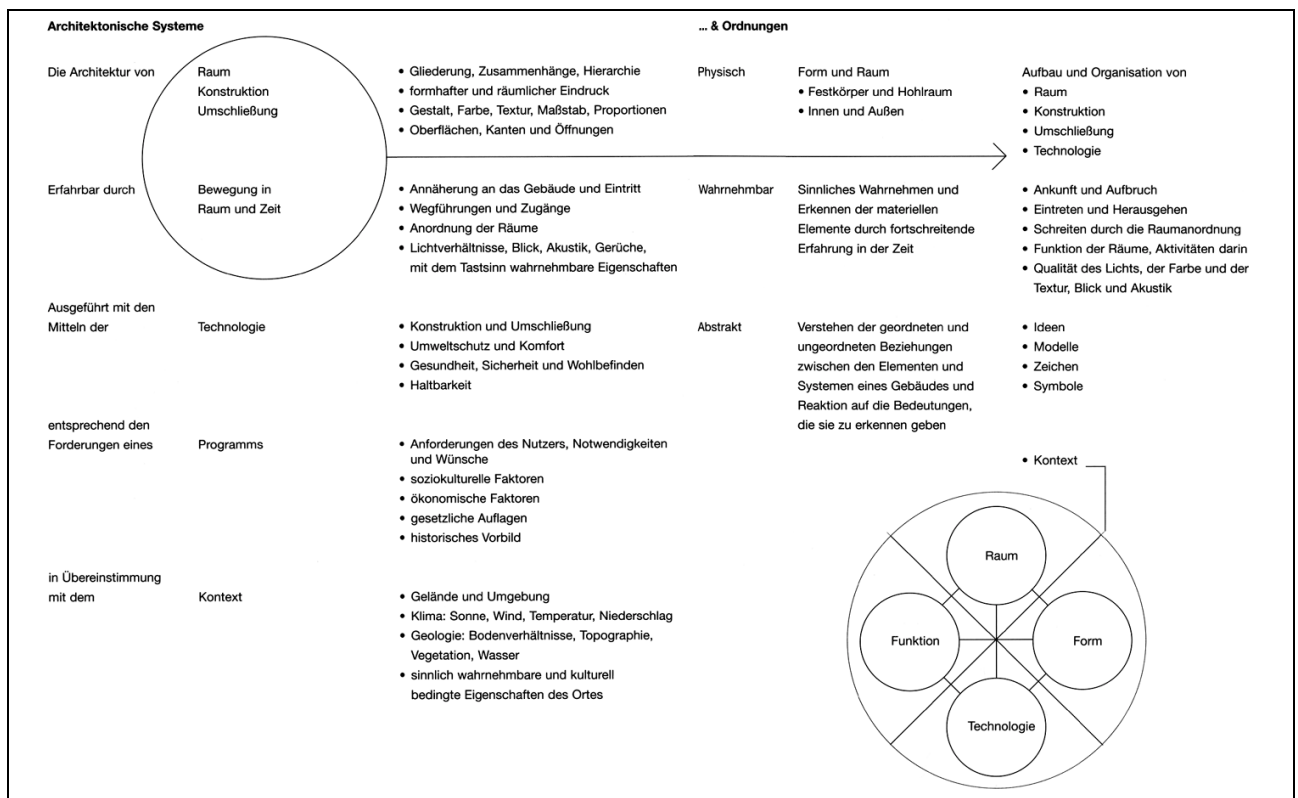 Architektonische Systeme
Die Architektur von
Raum
Konstruktion
Umschließung
• Gliederung, Zusammenhänge, Hierarchie
• formhafter und räumlicher Eindruck
• Gestalt, Farbe, Textur, Maßstab, Proportionen
• Oberflächen, Kanten und Öffnungen
Erfahrbar durch
Bewegung in
Raum und Zeit
• Annäherung an das Gebäude und Eintritt
• Wegführungen und Zugänge
• Anordnung der Räume
• Lichtverhältnisse, Blick, Akustik, Gerüche,
mit dem Tastsinn wahrnehmbare Eigenschaften
Ausgeführt mit den
Mitteln der
Technologie
• Konstruktion und Umschließung
• Umweltschutz und Komfort
• Gesundheit, Sicherheit und Wohlbefinden
• Haltbarkeit
entsprechend den
Forderungen eines
Programms
• Anforderungen des Nutzers, Notwendigkeiten
und Wünsche
• soziokulturelle Faktoren
• ökonomische Faktoren
• gesetzliche Auflagen
• historisches Vorbild
in Übereinstimmung
mit dem
Kontext
• Gelände und Umgebung
• Klima: Sonne, Wind, Temperatur, Niederschlag
• Geologie: Bodenverhältnisse, Topographie,
Vegetation, Wasser
• sinnlich wahrnehmbare und kulturell
bedingte Eigenschaften des Ortes
... & Ordnungen
Physisch
Form und Raum
• Festkörper und Hohlraum
• Innen und Außen
Aufbau und Organisation von
• Raum
• Konstruktion
• Umschließung
• Technologie
Wahrnehmbar
Sinnliches Wahrnehmen und
Erkennen der materiellen
Elemente durch fortschreitende
Erfahrung in der Zeit
• Ankunft und Aufbruch
• Eintreten und Herausgehen
• Schreiten durch die Raumanordnung
• Funktion der Räume, Aktivitäten darin
• Qualität des Lichts, der Farbe und der
Textur, Blick und Akustik
Abstrakt
Verstehen der geordneten und
ungeordneten Beziehungen
zwischen den Elementen und
Systemen eines Gebäudes und
Reaktion auf die Bedeutungen,
die sie zu erkennen geben
• Ideen
• Modelle
• Zeichen
• Symbole
• Kontext
Raum
Funktion
Form
Technologie